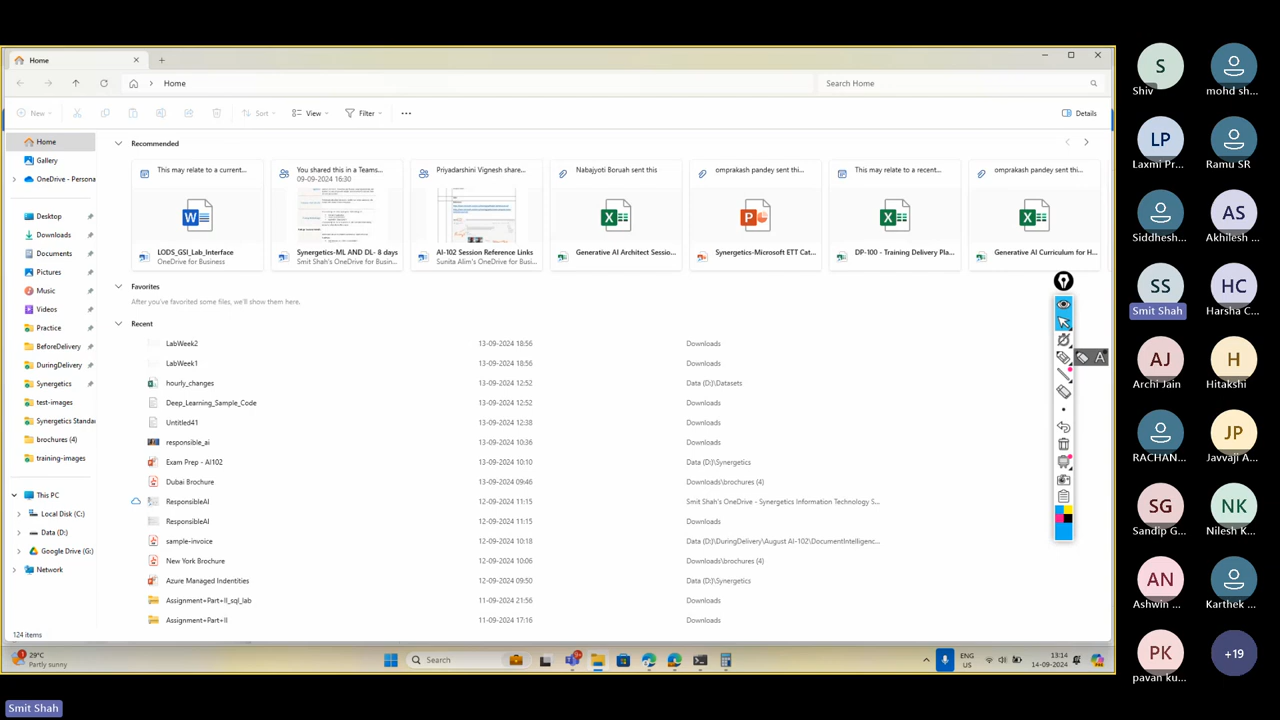 Home
Home
Search Home
New
Sort
View
Filter
Details
Home
Gallery
OneDrive - Persona
Desktop
Downloads
Documents
Pictures
Music
Videos
Practice
BeforeDelivery
DuringDelivery
Synergetics
test-images
Synergetics Standa
brochures (4)
training-images
This PC
Local Disk (C:)
Data (D:)
Google Drive (G:)
Network
124 items
Recommended
This may relate to a current...
LODS_GSI_Lab_Interface
OneDrive for Business
You shared this in a Teams...
09-09-2024 16:30
Synergetics-ML AND DL- 8 days
Smit Shah's OneDrive for Busin...
Priyadarshini Vignesh share...
AI-102 Session Reference Links
Sunita Alim's OneDrive for Busi...
Nabajyoti Boruah sent this
Generative AI Architect Sessio...
omprakash pandey sent thi...
Synergetics-Microsoft ETT Cat...
This may relate to a recent...
DP-100 - Training Delivery Pla...
omprakash pandey sent thi...
Generative AI Curriculum for H...
Favorites
After you've favorited some files, we'll show them here.
Recent
LabWeek2 13-09-2024 18:56 Downloads
LabWeek1 13-09-2024 18:56 Downloads
hourly_changes 13-09-2024 12:52 Data (D:)\Datasets
Deep_Learning_Sample_Code 13-09-2024 12:52 Downloads
Untitled41 13-09-2024 12:38 Downloads
responsible_ai 13-09-2024 10:36 Downloads
Exam Prep - AI102 13-09-2024 10:10 Data (D:)\Synergetics
Dubai Brochure 13-09-2024 09:46 Downloads\brochures (4)
ResponsibleAI 12-09-2024 11:15 Smit Shah's OneDrive - Synergetics Information Technology S...
ResponsibleAI 12-09-2024 11:15 Downloads
sample-invoice 12-09-2024 10:18 Data (D:)\DuringDelivery\August AI-102\DocumentIntelligenc...
New York Brochure 12-09-2024 10:06 Downloads\brochures (4)
Azure Managed Indentities 12-09-2024 09:50 Data (D:)\Synergetics
Assignment+Part+II_sql_lab 11-09-2024 21:56 Downloads
Assignment+Part+II 11-09-2024 17:16 Downloads
A
29°C
Partly sunny
Search
ENG
US
13:14
14-09-2024
S
Shiv
mohd sh...
LP
Laxmi Pr...
Ramu SR
Siddhesh...
AS
Akhilesh ...
SS
Smit Shah
HC
Harsha C...
AJ
Archi Jain
H
Hitakshi
RACHAN...
JP
Javvaji A...
SG
Sandip G...
NK
Nilesh K...
AN
Ashwin ...
Karthek ...
PK
pavan ku...
+19
Smit Shah